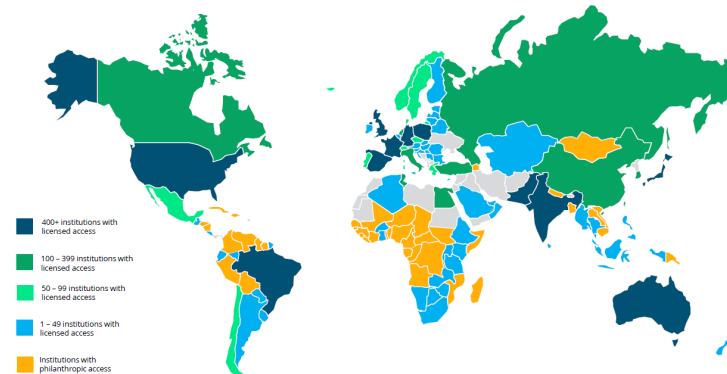 400+ institutions with
licensed access
100 – 399 institutions with
licensed access
50 – 99 institutions with
licensed access
1 – 49 institutions with
licensed access
Institutions with
philanthropic access